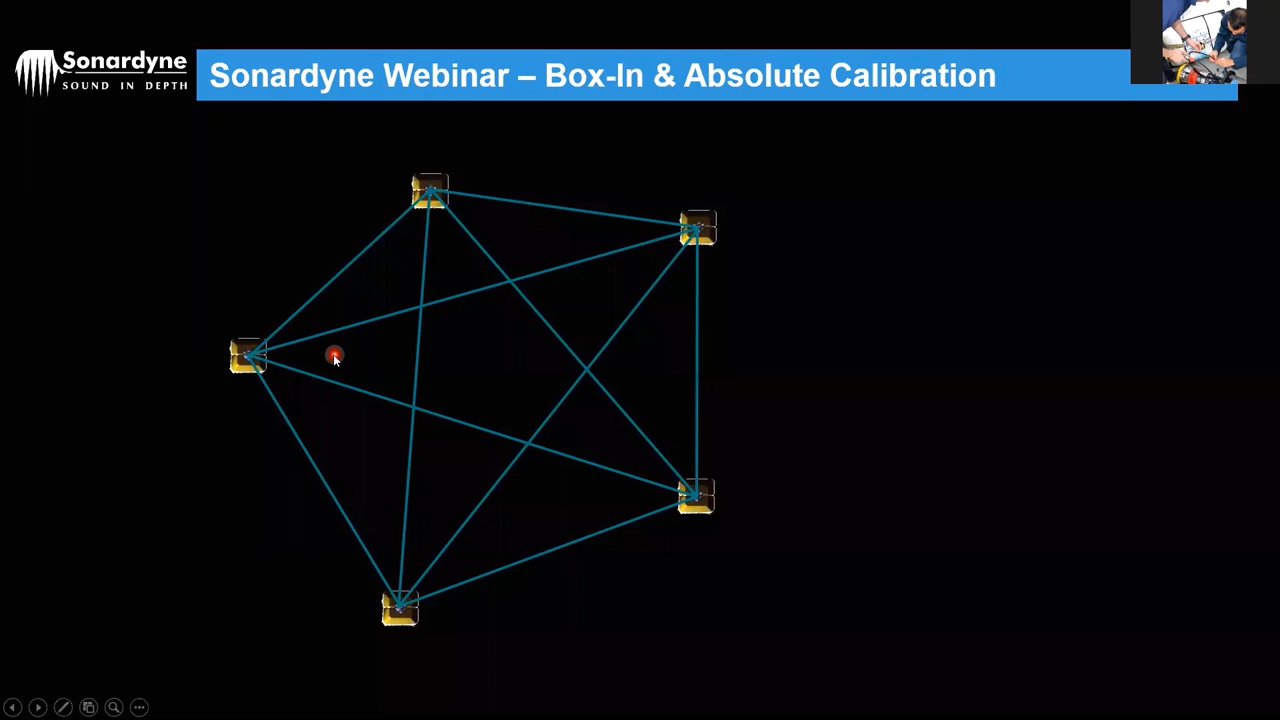 Sonardyne
SOUND IN DEPTH
Sonardyne Webinar – Box-In & Absolute Calibration